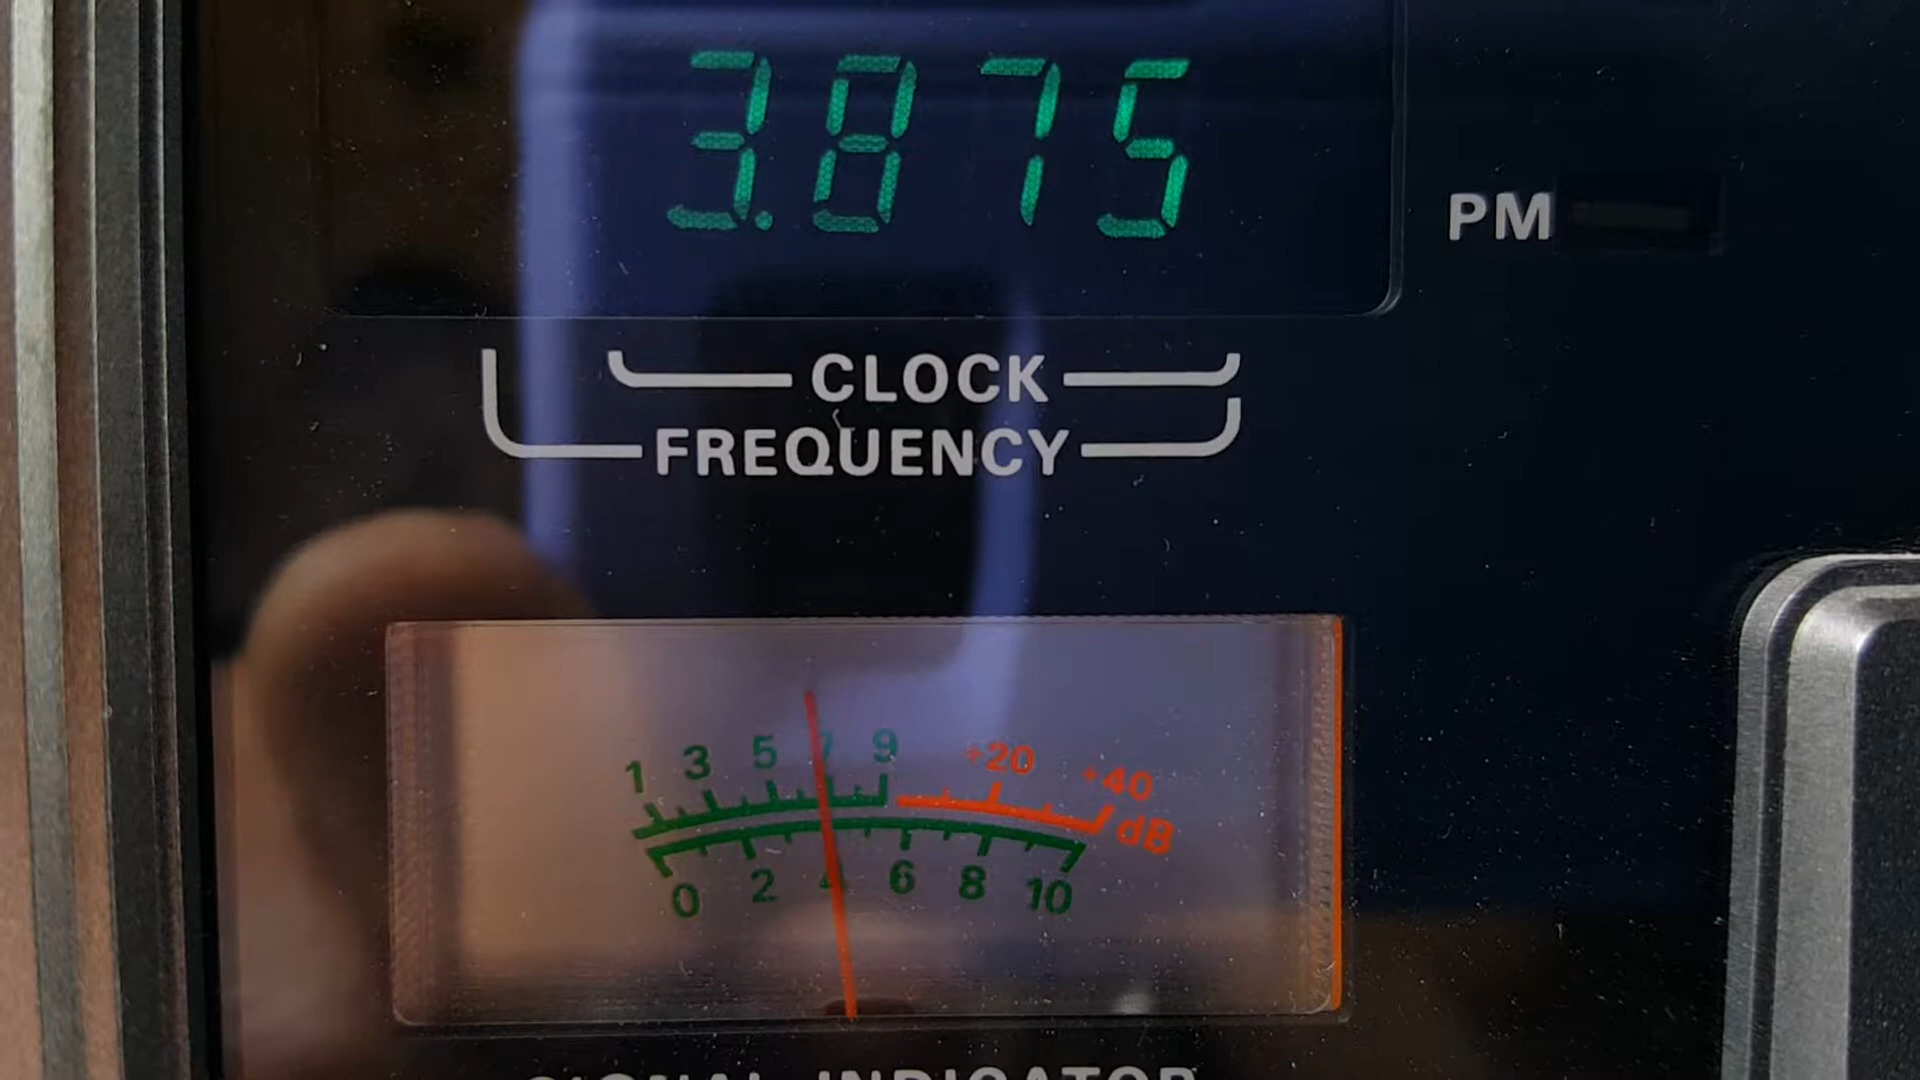 3.875
PM
CLOCK
FREQUENCY
1 3 5 7 9 +20 +40
dB
0 2 4 6 8 10
SIGNAL INDICATOR